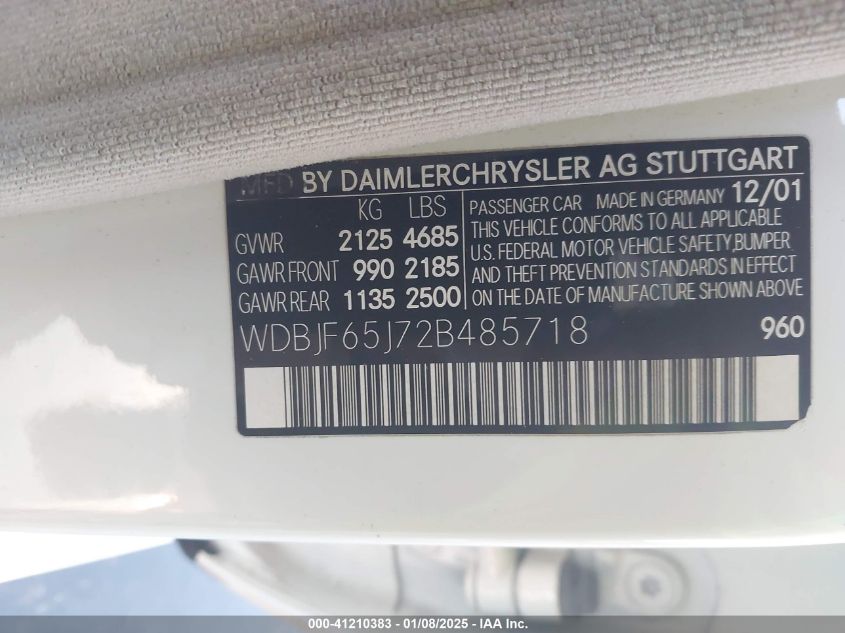 MFD BY DAIMLERCHRYSLER AG STUTTGART
KG LBS
GVWR 2125 4685
GAWR FRONT 990 2185
GAWR REAR 1135 2500
PASSENGER CAR MADE IN GERMANY 12/01
THIS VEHICLE CONFORMS TO ALL APPLICABLE
U.S. FEDERAL MOTOR VEHICLE SAFETY,BUMPER
AND THEFT PREVENTION STANDARDS IN EFFECT
ON THE DATE OF MANUFACTURE SHOWN ABOVE
WDBJF65J72B485718 960
000-41210383 - 01/08/2025 - IAA Inc.